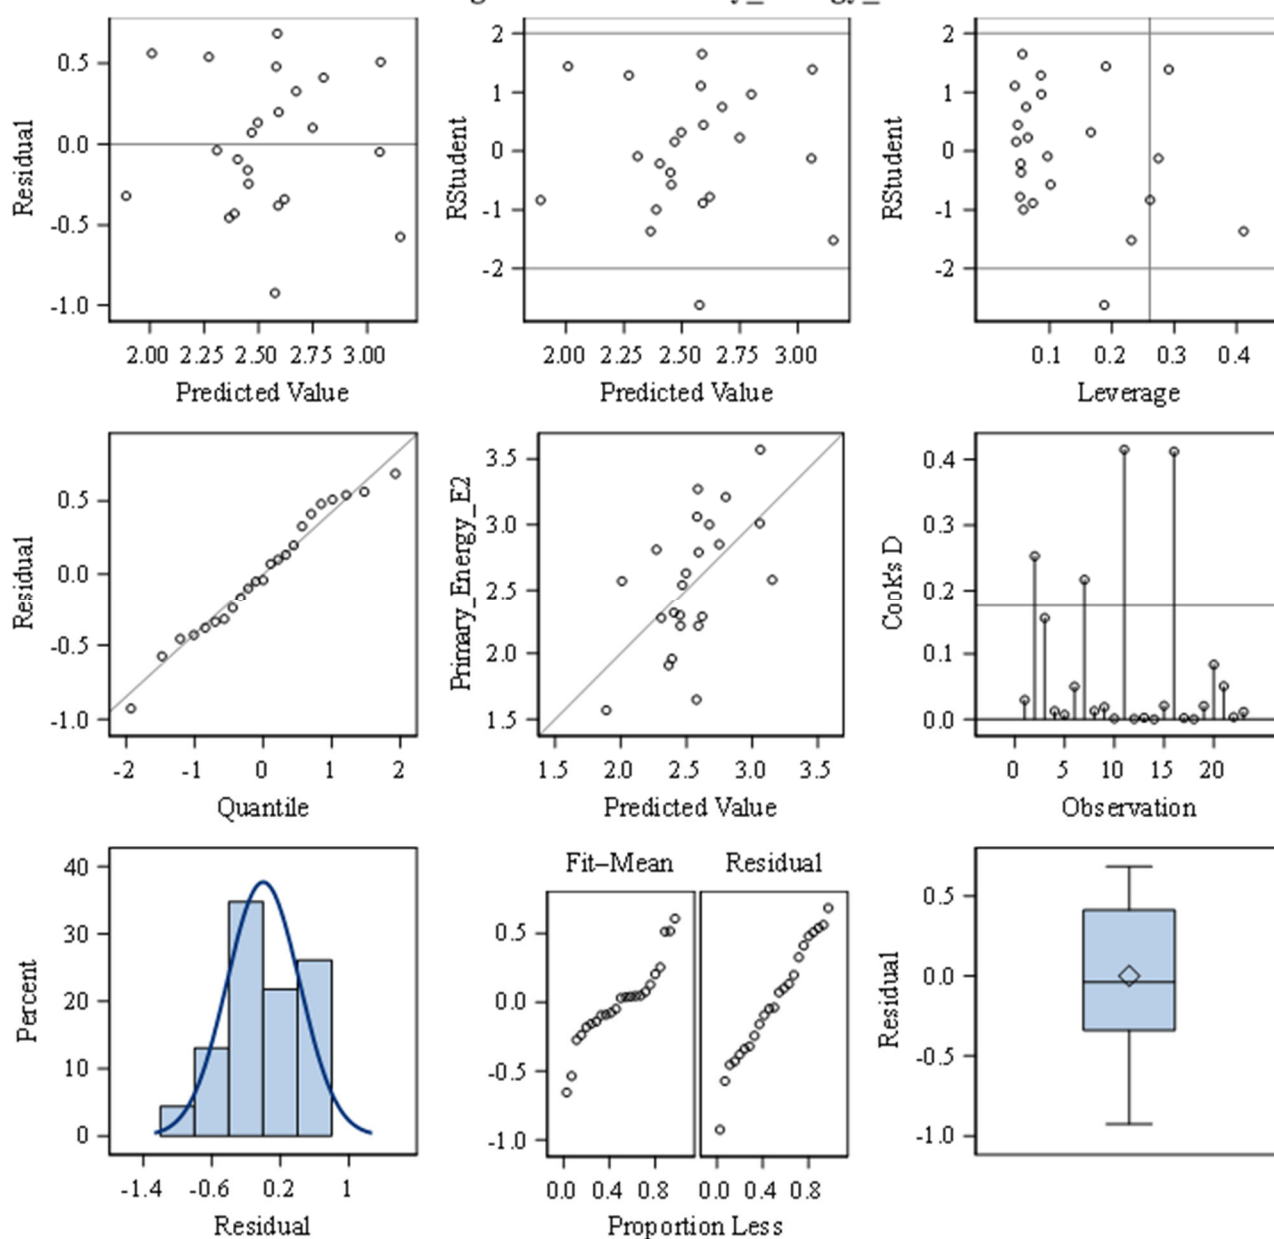 Residual
0.5
0.0
-0.5
-1.0
2.00 2.25 2.50 2.75 3.00
Predicted Value
RStudent
2
1
0
-1
-2
2.00 2.25 2.50 2.75 3.00
Predicted Value
RStudent
2
1
0
-1
-2
0.1 0.2 0.3 0.4
Leverage
Residual
0.5
0.0
-0.5
-1.0
-2 -1 0 1 2
Quantile
Primary_Energy_E2
3.5
3.0
2.5
2.0
1.5
1.5 2.0 2.5 3.0 3.5
Predicted Value
Cook's D
0.4
0.3
0.2
0.1
0.0
0 5 10 15 20
Observation
Percent
40
30
20
10
0
-1.4 -0.6 0.2 1
Residual
Fit–Mean Residual
0.5
0.0
-0.5
-1.0
0.0 0.4 0.8 0.0 0.4 0.8
Proportion Less
Residual
0.5
0.0
-0.5
-1.0